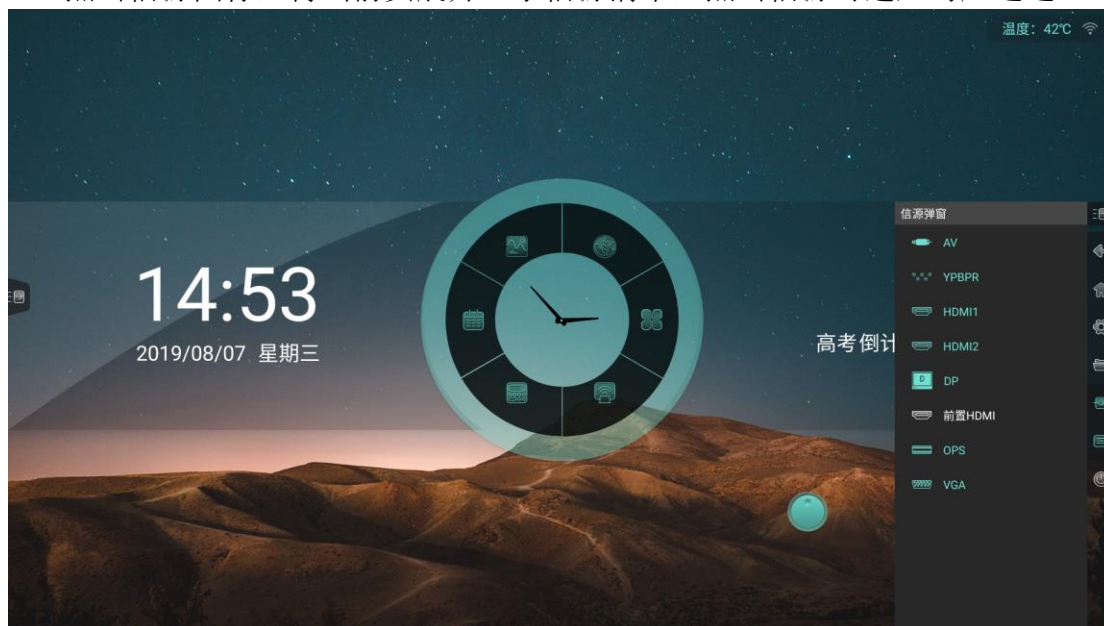 温度：42℃
信源弹窗
AV
YPBPR
HDMI1
14:53
2019/08/07 星期三
高考倒计
HDMI2
D
DP
前置HDMI
OPS
VGA